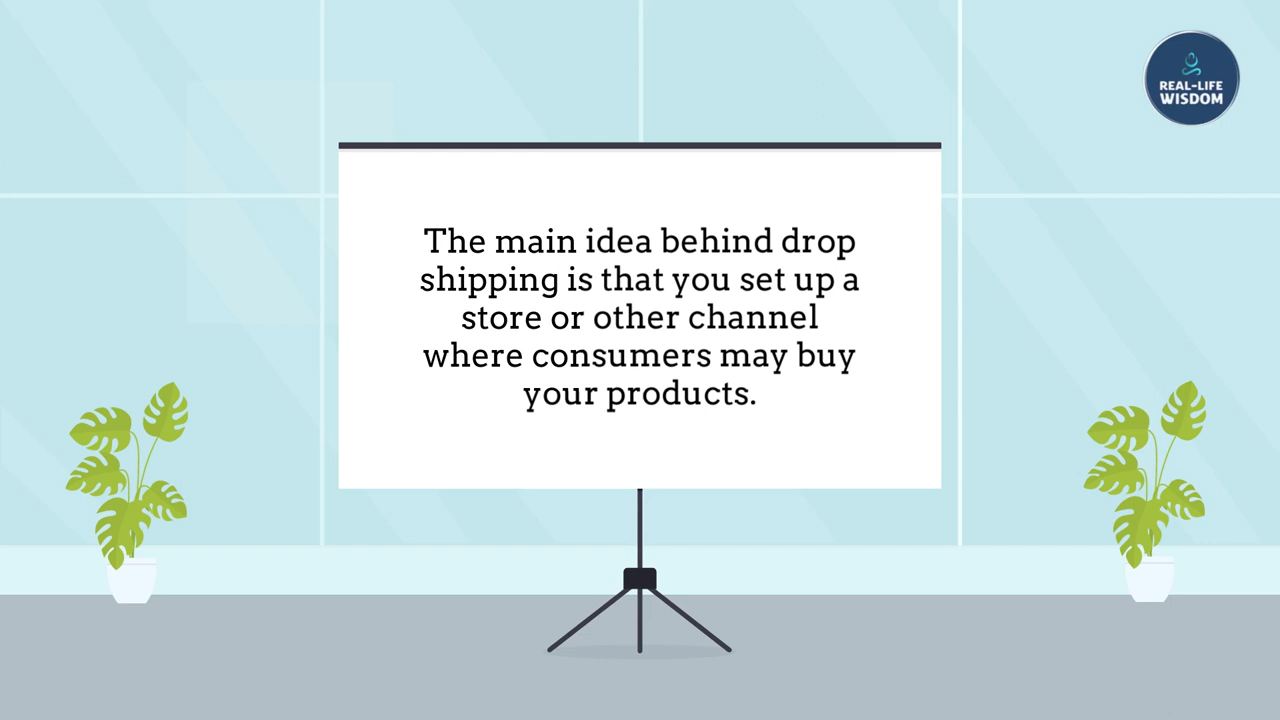 REAL-LIFE
WISDOM
The main idea behind drop
shipping is that you set up a
store or other channel
where consumers may buy
your products.